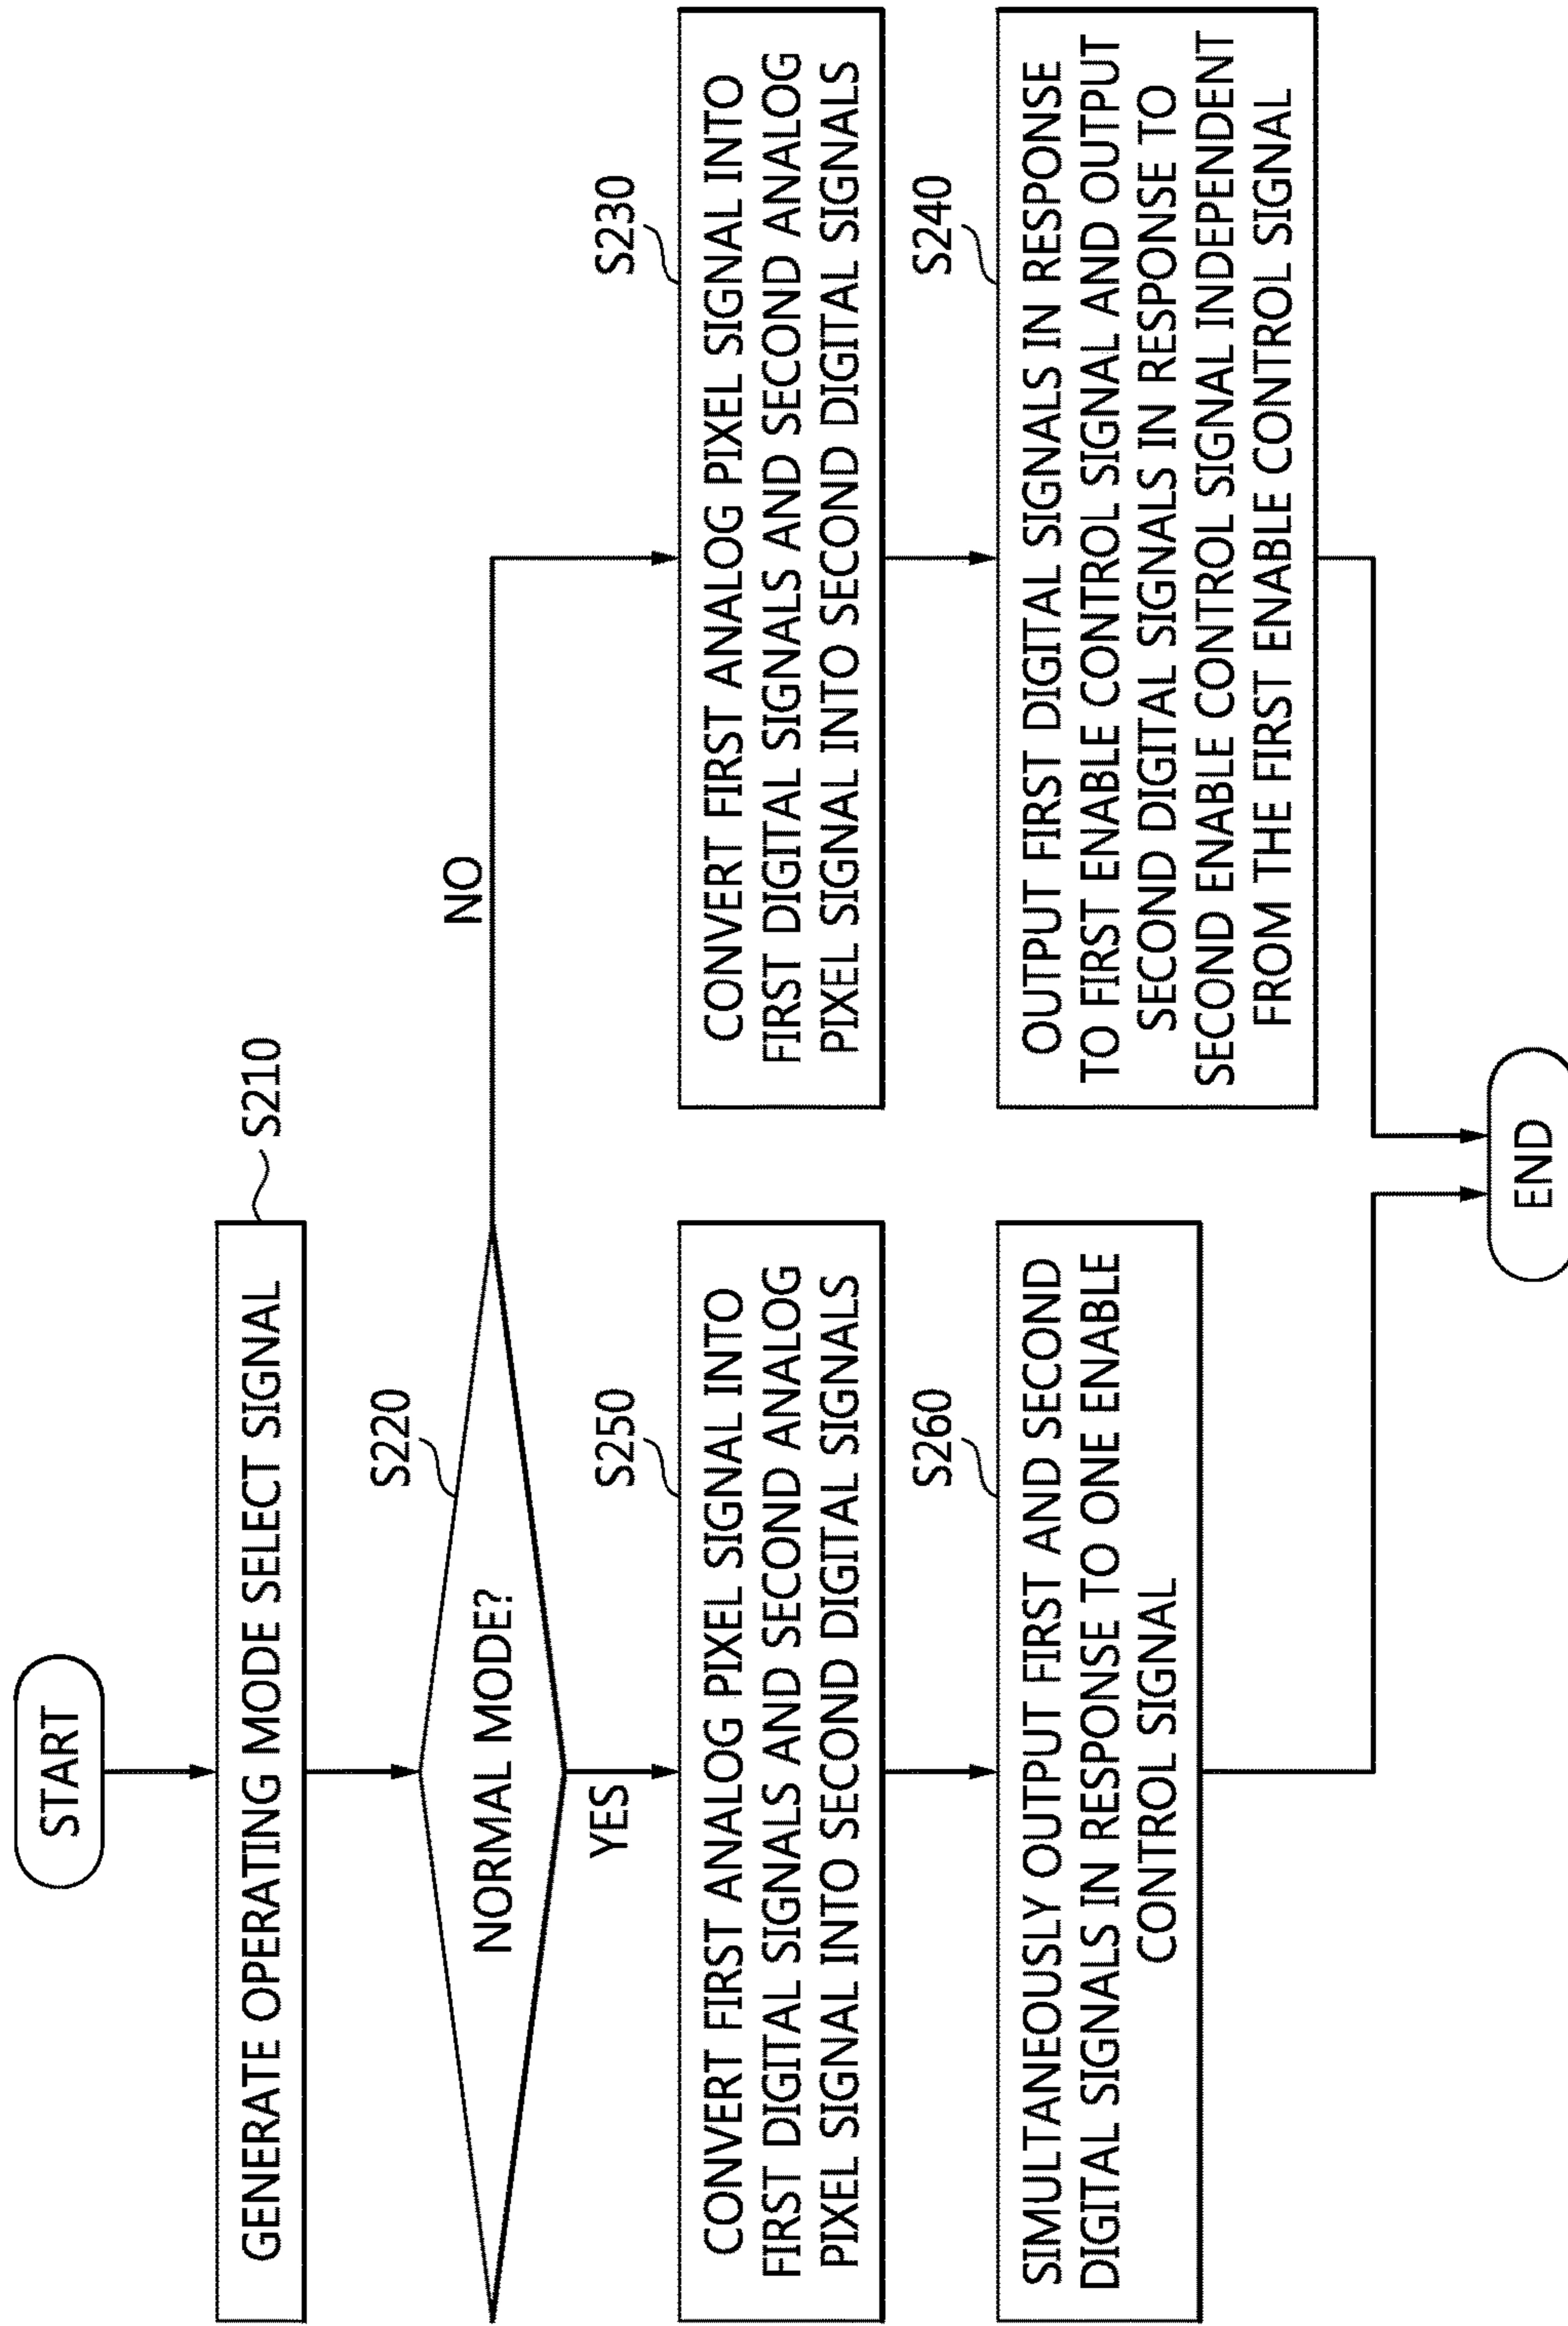 START
GENERATE OPERATING MODE SELECT SIGNAL
S210
S220
NORMAL MODE?
NO
YES
S250
CONVERT FIRST ANALOG PIXEL SIGNAL INTO
FIRST DIGITAL SIGNALS AND SECOND ANALOG
PIXEL SIGNAL INTO SECOND DIGITAL SIGNALS
S260
SIMULTANEOUSLY OUTPUT FIRST AND SECOND
DIGITAL SIGNALS IN RESPONSE TO ONE ENABLE
CONTROL SIGNAL
S230
CONVERT FIRST ANALOG PIXEL SIGNAL INTO
FIRST DIGITAL SIGNALS AND SECOND ANALOG
PIXEL SIGNAL INTO SECOND DIGITAL SIGNALS
S240
OUTPUT FIRST DIGITAL SIGNALS IN RESPONSE
TO FIRST ENABLE CONTROL SIGNAL AND OUTPUT
SECOND DIGITAL SIGNALS IN RESPONSE TO
SECOND ENABLE CONTROL SIGNAL INDEPENDENT
FROM THE FIRST ENABLE CONTROL SIGNAL
END